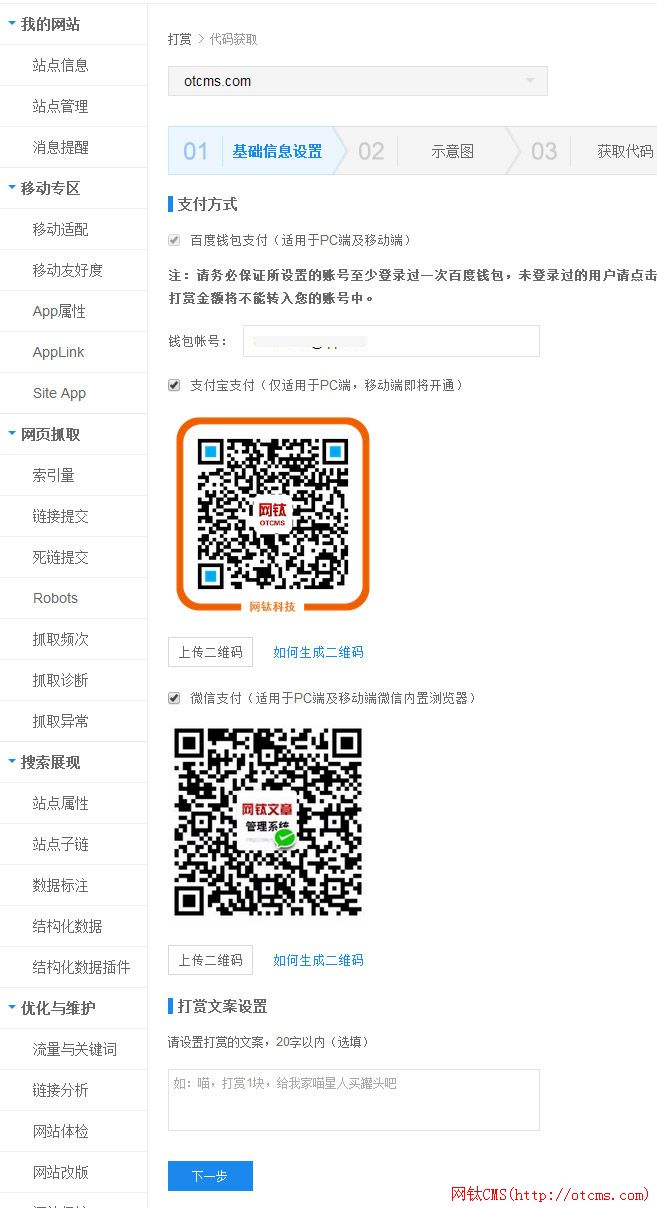 我的网站
站点信息
站点管理
消息提醒
移动专区
移动适配
移动友好度
App属性
AppLink
Site App
网页抓取
索引量
链接提交
死链提交
Robots
抓取频次
抓取诊断
抓取异常
搜索展现
站点属性
站点子链
数据标注
结构化数据
结构化数据插件
优化与维护
流量与关键词
链接分析
网站体检
网站改版
打赏 > 代码获取
otcms.com
01 基础信息设置 02 示意图 03 获取代码
支付方式
百度钱包支付（适用于PC端及移动端）
注：请务必保证所设置的账号至少登录过一次百度钱包，未登录过的用户请点击
打赏金额将不能转入您的账号中。
钱包帐号：
支付宝支付（仅适用于PC端，移动端即将开通）
网钛
OTCMS
网钛科技
上传二维码 如何生成二维码
微信支付（适用于PC端及移动端微信内置浏览器）
网钛文章
管理系统
上传二维码 如何生成二维码
打赏文案设置
请设置打赏的文案，20字以内（选填）
如：喵，打赏1块，给我家喵星人买罐头吧
下一步
网钛CMS(http://otcms.com)